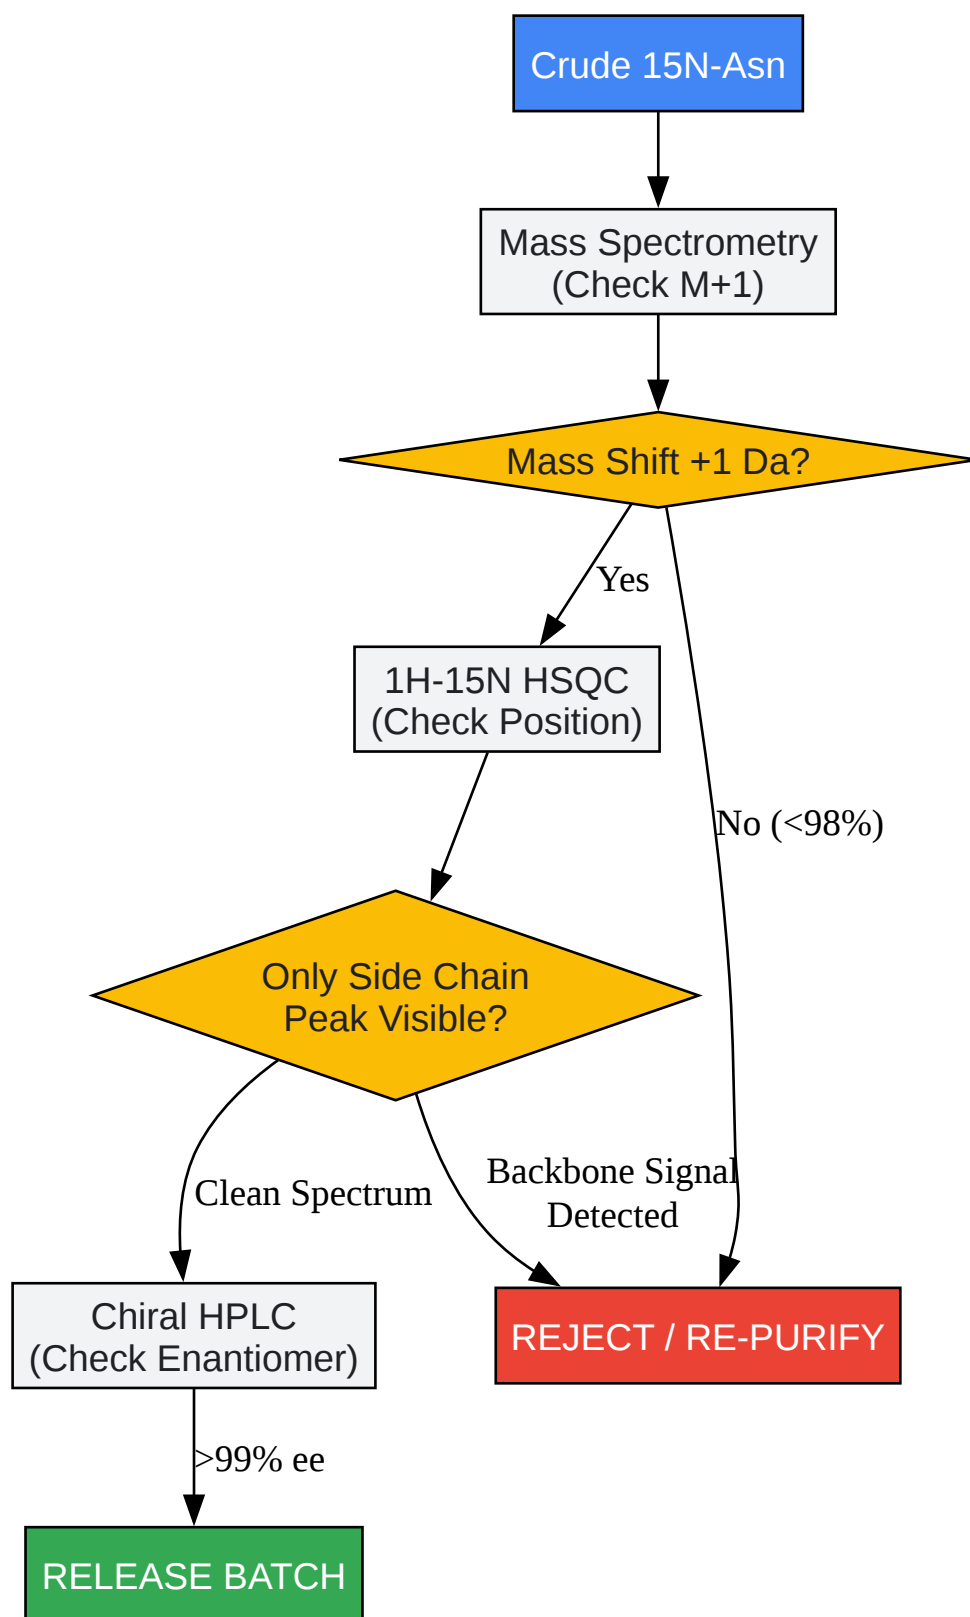 Crude 15N-Asn
Mass Spectrometry
(Check M+1)
Mass Shift +1 Da?
Yes
1H-15N HSQC
(Check Position)
No (<98%)
Only Side Chain
Peak Visible?
Backbone Signal
Detected
Clean Spectrum
Chiral HPLC
(Check Enantiomer)
REJECT / RE-PURIFY
>99% ee
RELEASE BATCH